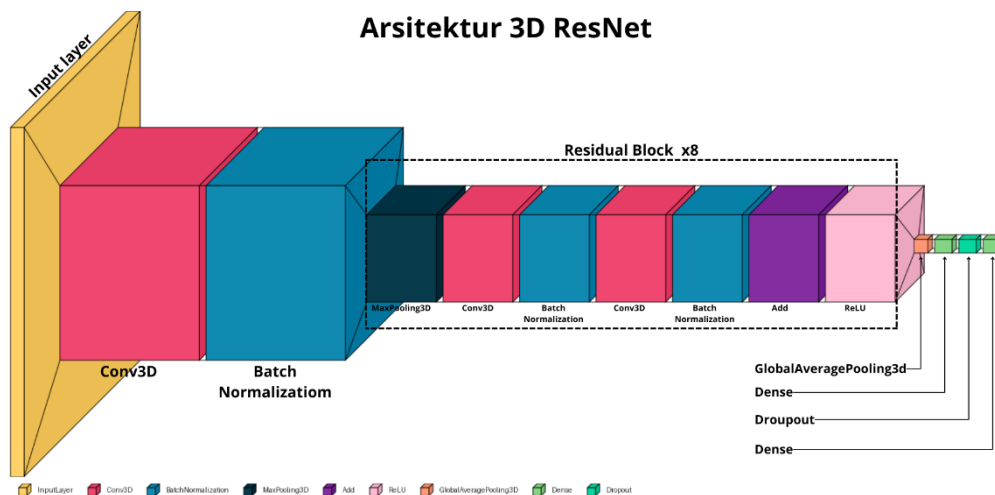 Arsitektur 3D ResNet
Input layer
Residual Block x8
MaxPooling3D
Conv3D
Batch
Normalization
Conv3D
Batch
Normalization
Add
ReLU
Conv3D
Batch
Normalizatiom
GlobalAveragePooling3d
Dense
Droupout
Dense
InputLayer Conv3D BatchNormalization MaxPooling3D Add ReLU GlobalAveragePooling3D Dense Dropout